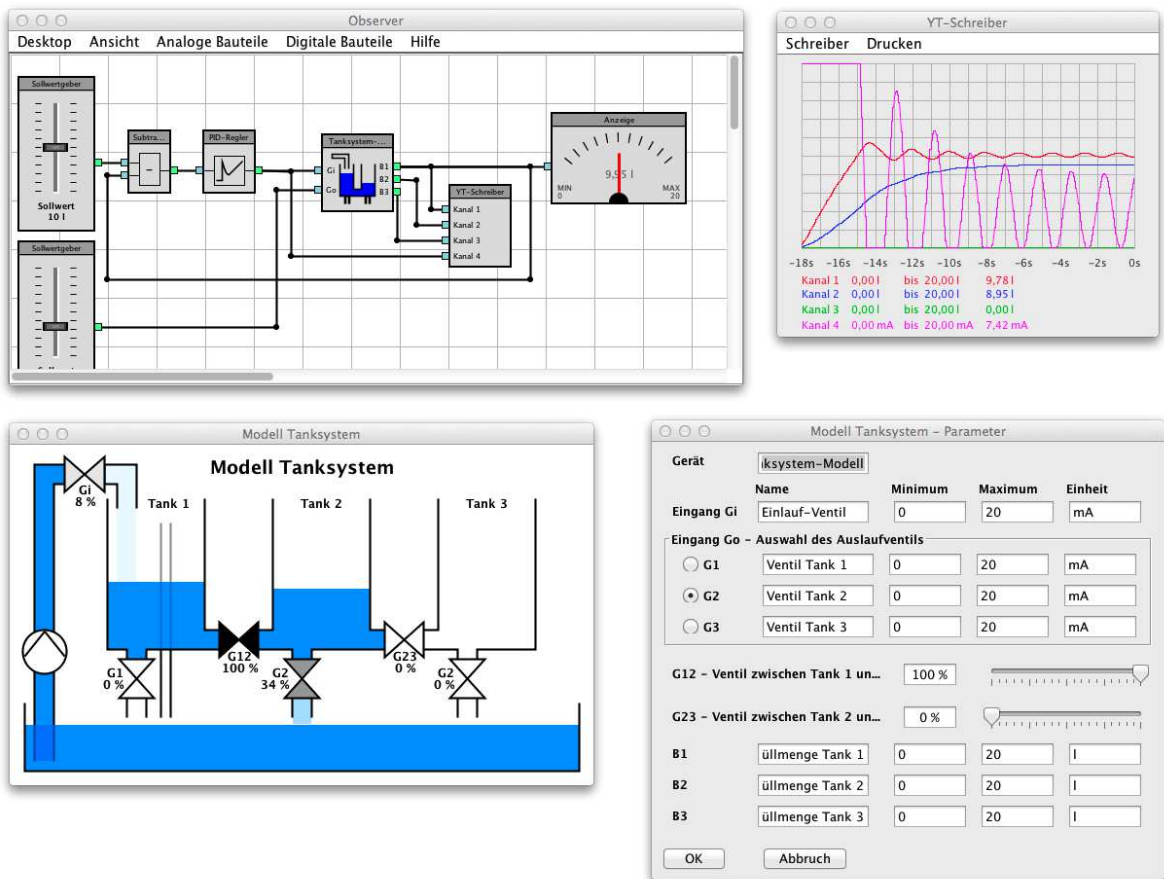 Observer
Desktop Ansicht Analoge Bauteile Digitale Bauteile Hilfe
Sollwertgeber
Sollwert
10 l
Sollwertgeber
Subtra...
-
PID-Regler
Tanksystem-...
Gi
Go
B1
B2
B3
YT-Schreiber
Kanal 1
Kanal 2
Kanal 3
Kanal 4
Anzeige
9,95 l
MIN
0
MAX
20
YT-Schreiber
Schreiber Drucken
-18s -16s -14s -12s -10s -8s -6s -4s -2s 0s
Kanal 1 0,00 l bis 20,00 l 9,78 l
Kanal 2 0,00 l bis 20,00 l 8,95 l
Kanal 3 0,00 l bis 20,00 l 0,00 l
Kanal 4 0,00 mA bis 20,00 mA 7,42 mA
Modell Tanksystem
Modell Tanksystem
Gi
8 %
Tank 1
Tank 2
Tank 3
G1
0 %
G12
100 %
G2
34 %
G23
0 %
G2
0 %
Modell Tanksystem - Parameter
Gerät iksystem-Modell
Name Minimum Maximum Einheit
Eingang Gi Einlauf-Ventil 0 20 mA
Eingang Go - Auswahl des Auslaufventils
G1 Ventil Tank 1 0 20 mA
G2 Ventil Tank 2 0 20 mA
G3 Ventil Tank 3 0 20 mA
G12 - Ventil zwischen Tank 1 un... 100 %
G23 - Ventil zwischen Tank 2 un... 0 %
B1 üllmenge Tank 1 0 20 l
B2 üllmenge Tank 2 0 20 l
B3 üllmenge Tank 3 0 20 l
OK Abbruch